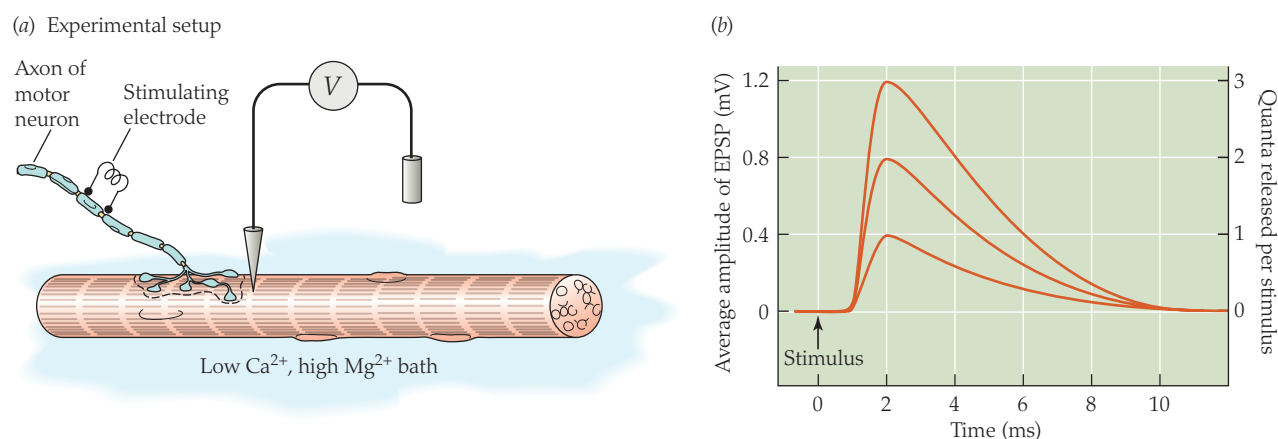 (a) Experimental setup
Axon of
motor
neuron
Stimulating
electrode
V
Low Ca²⁺, high Mg²⁺ bath
(b)
Average amplitude of EPSP (mV)
1.2
0.8
0.4
0
Stimulus
0 2 4 6 8 10
Time (ms)
3
2
1
0
Quanta released per stimulus